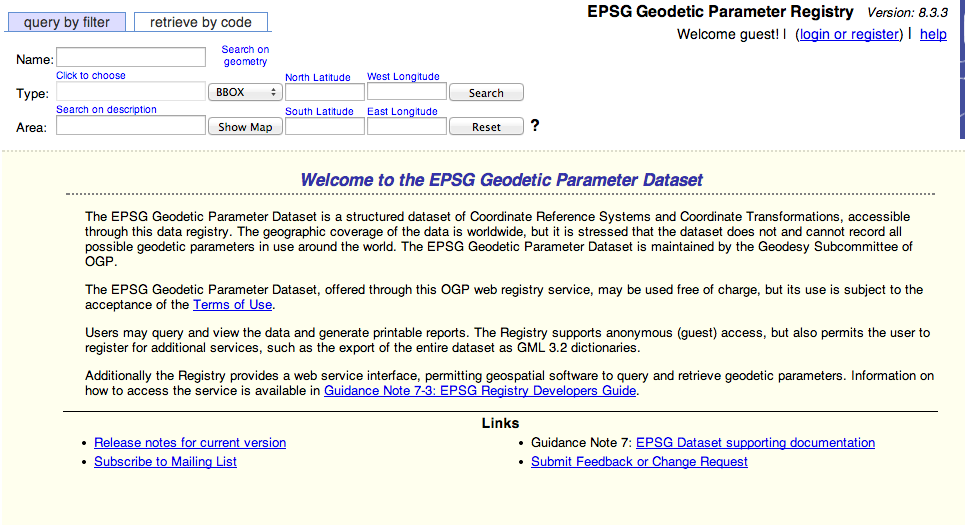 query by filter retrieve by code
EPSG Geodetic Parameter Registry Version: 8.3.3
Welcome guest! | (login or register) | help
Name: Search on geometry
Click to choose North Latitude West Longitude
Type: BBOX Search
Search on description South Latitude East Longitude
Area: Show Map Reset ?
Welcome to the EPSG Geodetic Parameter Dataset
The EPSG Geodetic Parameter Dataset is a structured dataset of Coordinate Reference Systems and Coordinate Transformations, accessible
through this data registry. The geographic coverage of the data is worldwide, but it is stressed that the dataset does not and cannot record all
possible geodetic parameters in use around the world. The EPSG Geodetic Parameter Dataset is maintained by the Geodesy Subcommittee of
OGP.
The EPSG Geodetic Parameter Dataset, offered through this OGP web registry service, may be used free of charge, but its use is subject to the
acceptance of the Terms of Use.
Users may query and view the data and generate printable reports. The Registry supports anonymous (guest) access, but also permits the user to
register for additional services, such as the export of the entire dataset as GML 3.2 dictionaries.
Additionally the Registry provides a web service interface, permitting geospatial software to query and retrieve geodetic parameters. Information on
how to access the service is available in Guidance Note 7-3: EPSG Registry Developers Guide.
Links
• Release notes for current version
• Subscribe to Mailing List
• Guidance Note 7: EPSG Dataset supporting documentation
• Submit Feedback or Change Request